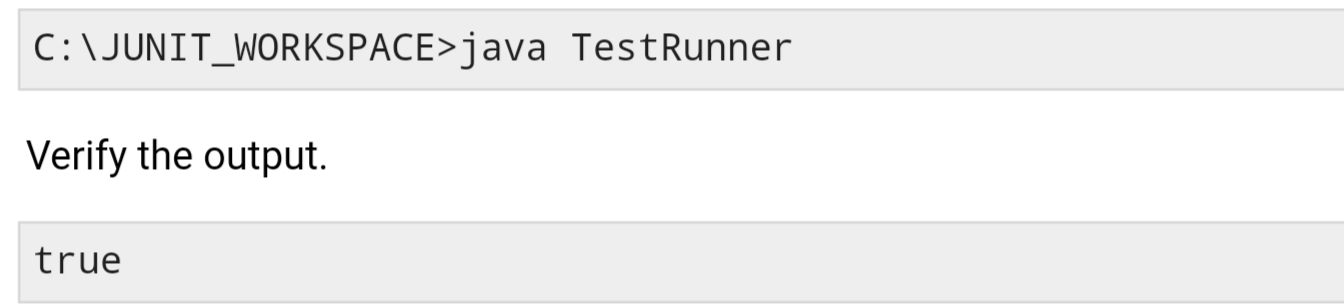 C:\JUNIT_WORKSPACE>java TestRunner
Verify the output.
true